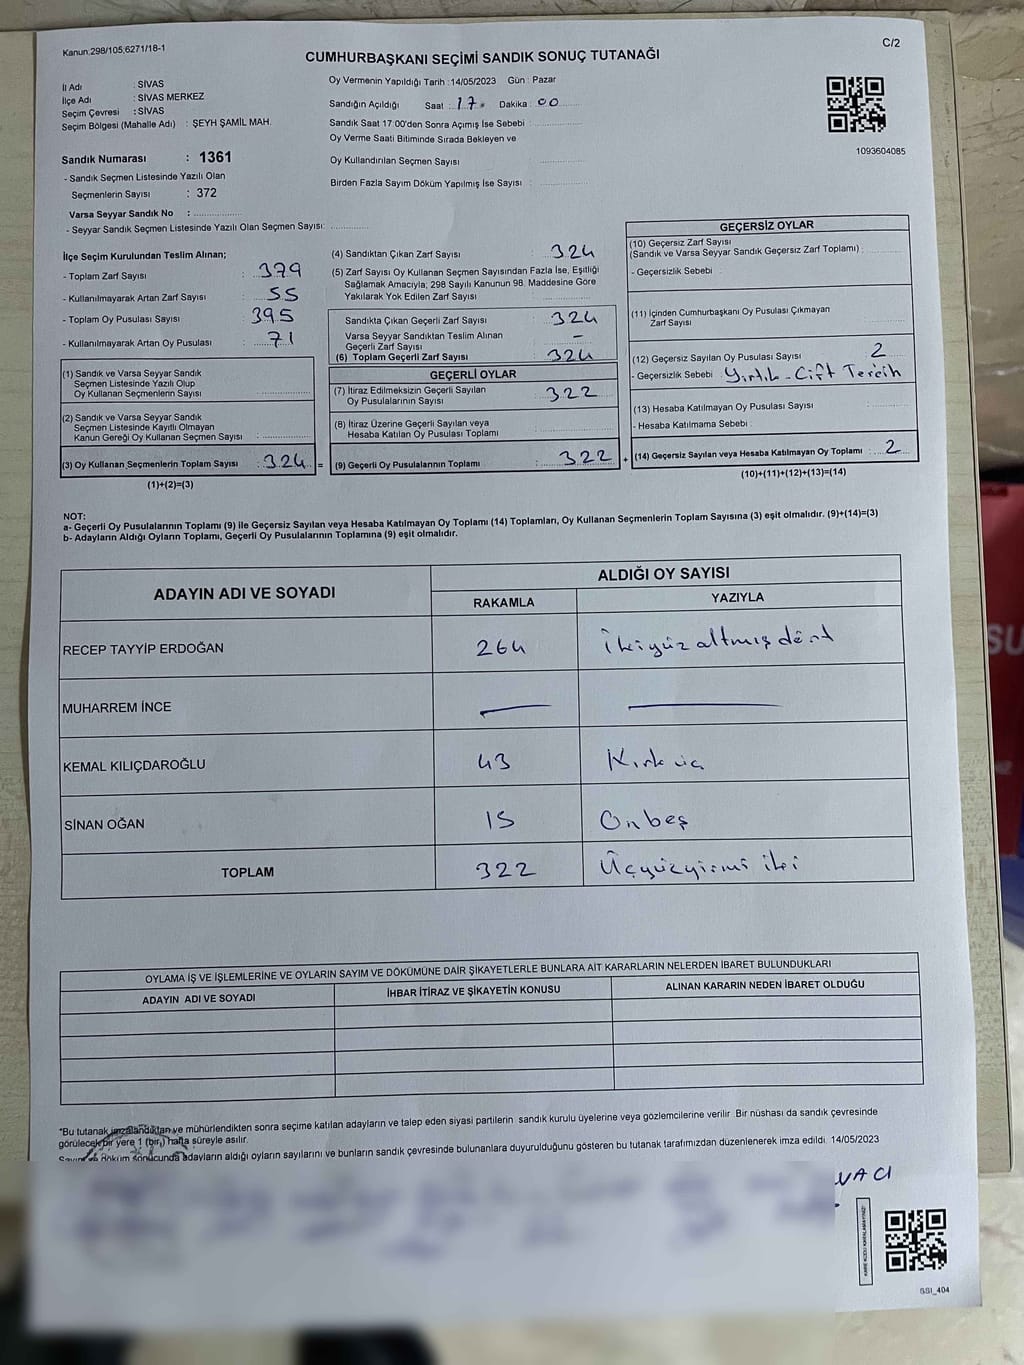 Kanun:298/105;6271/18-1
C/2
CUMHURBAŞKANI SEÇİMİ SANDIK SONUÇ TUTANAĞI
İl Adı : SİVAS
İlçe Adı : SİVAS MERKEZ
Seçim Çevresi : SİVAS
Seçim Bölgesi (Mahalle Adı) : ŞEYH ŞAMİL MAH.
Sandık Numarası : 1361
- Sandık Seçmen Listesinde Yazılı Olan
Seçmenlerin Sayısı : 372
Varsa Seyyar Sandık No :
- Seyyar Sandık Seçmen Listesinde Yazılı Olan Seçmen Sayısı:
Oy Vermenin Yapıldığı Tarih :14/05/2023 Gün : Pazar
Sandığın Açıldığı Saat : 17 Dakika : 00
Sandık Saat 17:00'den Sonra Açımış İse Sebebi :
Oy Verme Saati Bitiminde Sırada Bekleyen ve
Oy Kullandırılan Seçmen Sayısı
Birden Fazla Sayım Döküm Yapılmış İse Sayısı :
1093604085
İlçe Seçim Kurulundan Teslim Alınan;
- Toplam Zarf Sayısı : 379
- Kullanılmayarak Artan Zarf Sayısı : 55
- Toplam Oy Pusulası Sayısı : 395
- Kullanılmayarak Artan Oy Pusulası : 71
(1) Sandık ve Varsa Seyyar Sandık
Seçmen Listesinde Yazılı Olup
Oy Kullanan Seçmenlerin Sayısı :
(2) Sandık ve Varsa Seyyar Sandık
Seçmen Listesinde Kayıtlı Olmayan
Kanun Gereği Oy Kullanan Seçmen Sayısı :
(3) Oy Kullanan Seçmenlerin Toplam Sayısı : 324 =
(1)+(2)=(3)
(4) Sandıktan Çıkan Zarf Sayısı : 324
(5) Zarf Sayısı Oy Kullanan Seçmen Sayısından Fazla İse, Eşitliği
Sağlamak Amacıyla; 298 Sayılı Kanunun 98. Maddesine Göre
Yakılarak Yok Edilen Zarf Sayısı :
Sandıkta Çıkan Geçerli Zarf Sayısı : 324
Varsa Seyyar Sandıktan Teslim Alınan
Geçerli Zarf Sayısı : -
(6) Toplam Geçerli Zarf Sayısı : 324
GEÇERLİ OYLAR
(7) İtiraz Edilmeksizin Geçerli Sayılan
Oy Pusulalarının Sayısı : 322
(8) İtiraz Üzerine Geçerli Sayılan veya
Hesaba Katılan Oy Pusulası Toplamı :
(9) Geçerli Oy Pusulalarının Toplamı : 322 +
GEÇERSİZ OYLAR
(10) Geçersiz Zarf Sayısı
(Sandık ve Varsa Seyyar Sandık Geçersiz Zarf Toplamı) :
- Geçersizlik Sebebi :
(11) İçinden Cumhurbaşkanı Oy Pusulası Çıkmayan
Zarf Sayısı :
(12) Geçersiz Sayılan Oy Pusulası Sayısı : 2
- Geçersizlik Sebebi : Yırtık - Çift Tercih
(13) Hesaba Katılmayan Oy Pusulası Sayısı :
- Hesaba Katılmama Sebebi :
(14) Geçersiz Sayılan veya Hesaba Katılmayan Oy Toplamı : 2
(10)+(11)+(12)+(13)=(14)
NOT:
a- Geçerli Oy Pusulalarının Toplamı (9) ile Geçersiz Sayılan veya Hesaba Katılmayan Oy Toplamı (14) Toplamları, Oy Kullanan Seçmenlerin Toplam Sayısına (3) eşit olmalıdır. (9)+(14)=(3)
b- Adayların Aldığı Oyların Toplamı, Geçerli Oy Pusulalarının Toplamına (9) eşit olmalıdır.
ADAYIN ADI VE SOYADI
ALDIĞI OY SAYISI
RAKAMLA YAZIYLA
RECEP TAYYİP ERDOĞAN 264 İkiyüzaltmışdört
MUHARREM İNCE — —
KEMAL KILIÇDAROĞLU 43 Kırküç
SİNAN OĞAN 15 Onbeş
TOPLAM 322 Üçyüzyirmi iki
OYLAMA İŞ VE İŞLEMLERİNE VE OYLARIN SAYIM VE DÖKÜMÜNE DAİR ŞİKAYETLERLE BUNLARA AİT KARARLARIN NELERDEN İBARET BULUNDUKLARI
ADAYIN ADI VE SOYADI İHBAR İTİRAZ VE ŞİKAYETİN KONUSU ALINAN KARARIN NEDEN İBARET OLDUĞU
*Bu tutanak imzalandıktan ve mühürlendikten sonra seçime katılan adayların ve talep eden siyasi partilerin sandık kurulu üyelerine veya gözlemcilerine verilir. Bir nüshası da sandık çevresinde
görülecek bir yere 1 (bir) hafta süreyle asılır.
Sayım ve döküm sonucunda adayların aldığı oyların sayılarını ve bunların sandık çevresinde bulunanlara duyurulduğunu gösteren bu tutanak tarafımızdan düzenlenerek imza edildi. 14/05/2023
VACI
SSI_404